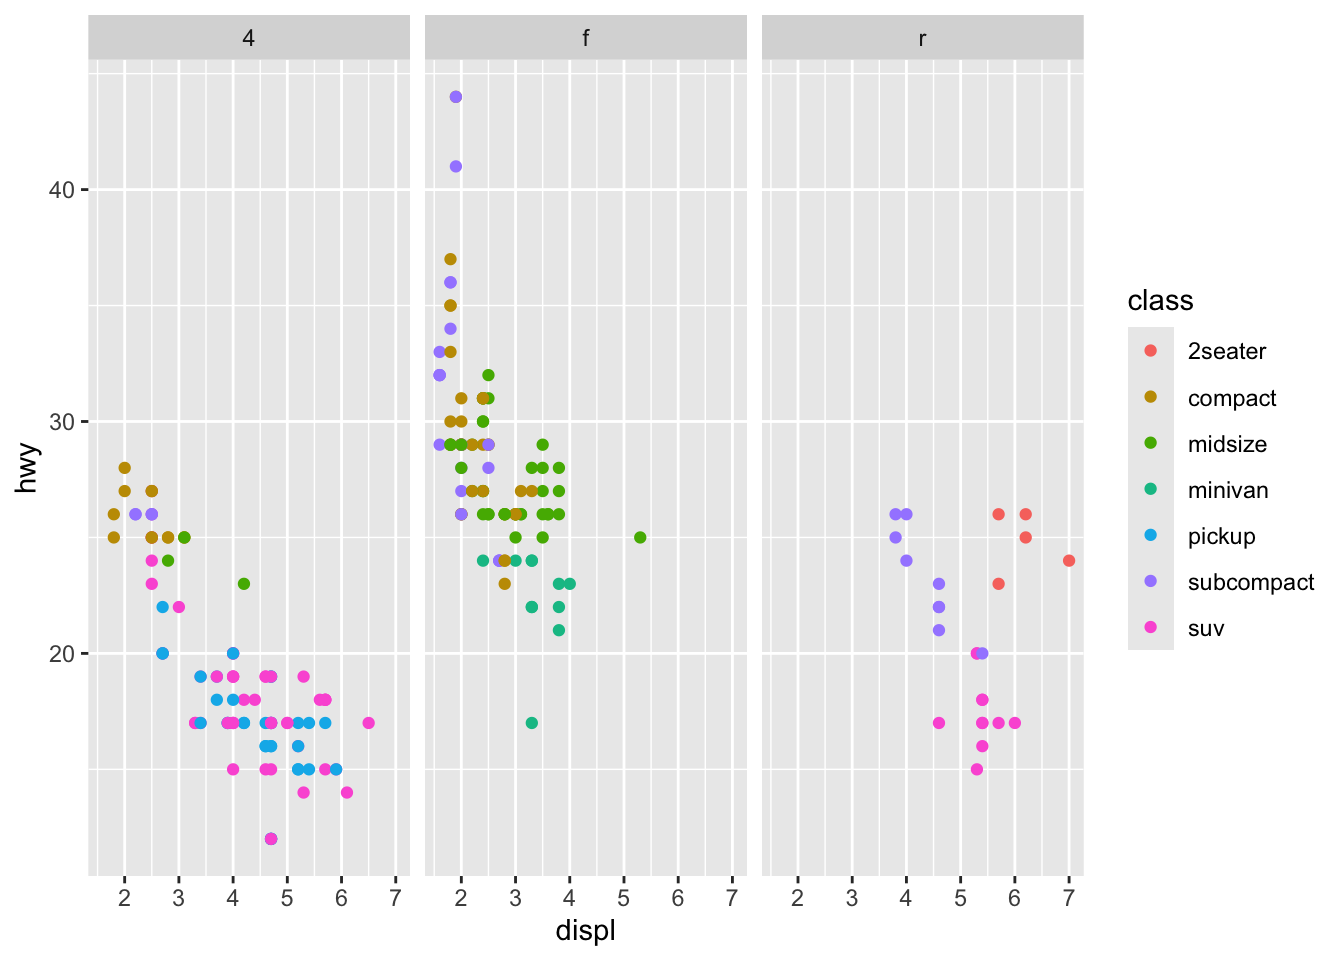 4 f r
40
30
20
hwy
2 3 4 5 6 7 2 3 4 5 6 7 2 3 4 5 6 7
displ
class
2seater
compact
midsize
minivan
pickup
subcompact
suv